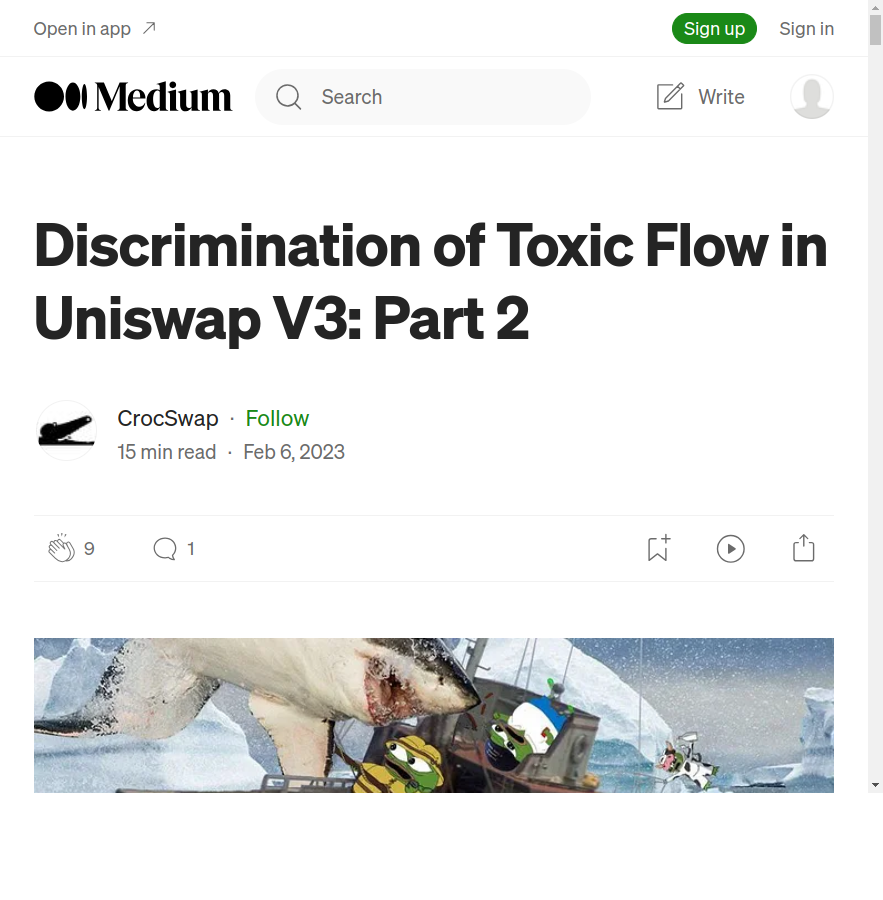 Open in app
Sign up
Sign in
Medium
Search
Write
Discrimination of Toxic Flow in
Uniswap V3: Part 2
CrocSwap · Follow
15 min read · Feb 6, 2023
9
1